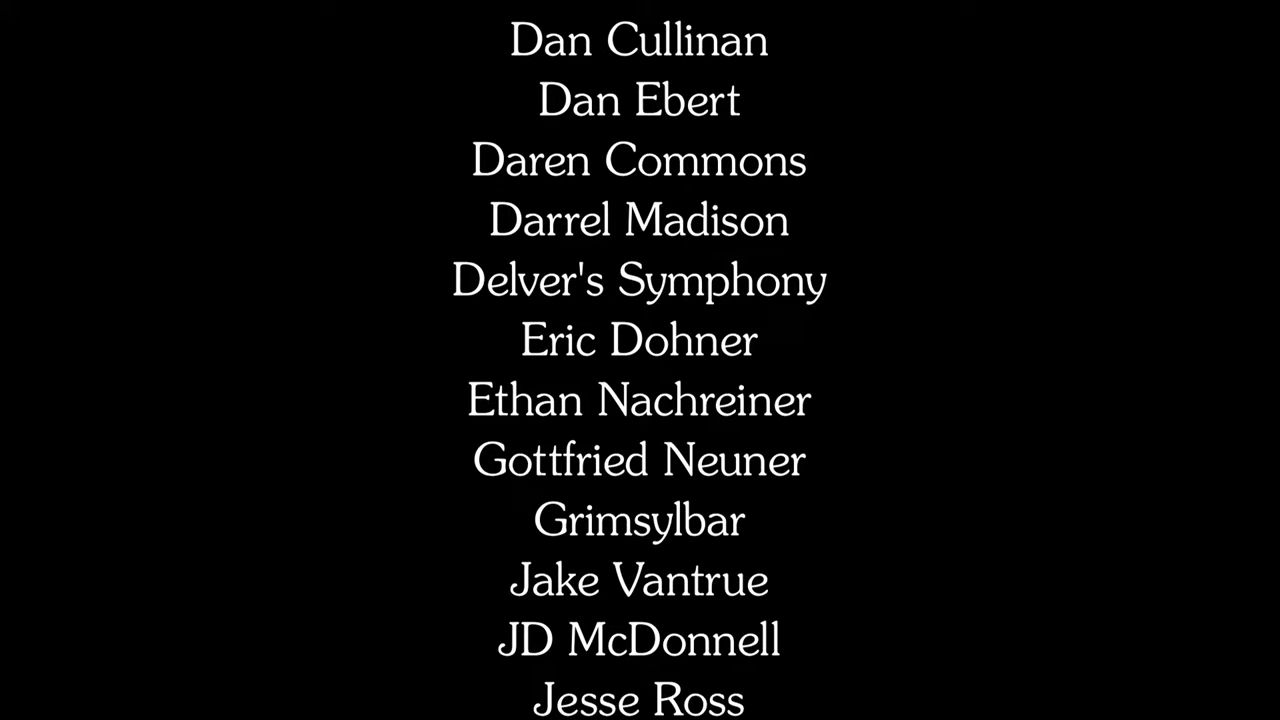 Dan Cullinan
Dan Ebert
Daren Commons
Darrel Madison
Delver's Symphony
Eric Dohner
Ethan Nachreiner
Gottfried Neuner
Grimsylbar
Jake Vantrue
JD McDonnell
Jesse Ross